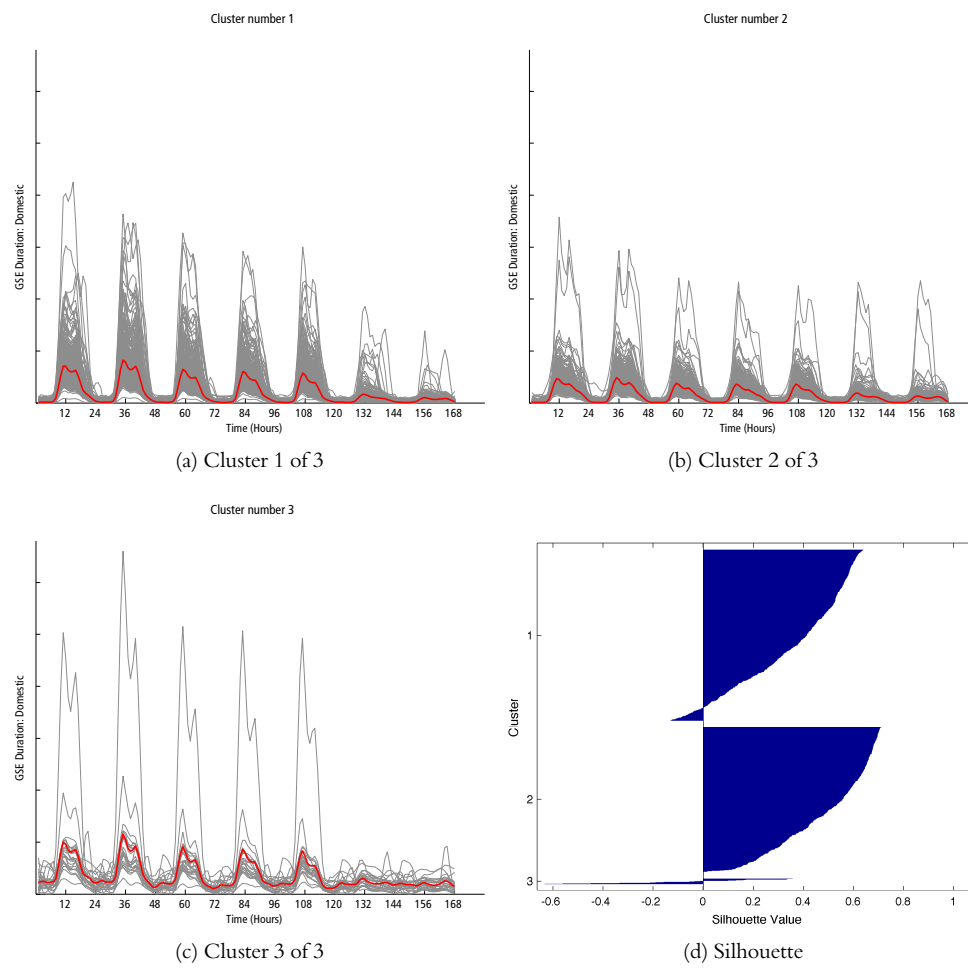 Cluster number 1
GSE Duration: Domestic
12 24 36 48 60 72 84 96 108 120 132 144 156 168
Time (Hours)
(a) Cluster 1 of 3
Cluster number 2
GSE Duration: Domestic
12 24 36 48 60 72 84 96 108 120 132 144 156 168
Time (Hours)
(b) Cluster 2 of 3
Cluster number 3
GSE Duration: Domestic
12 24 36 48 60 72 84 96 108 120 132 144 156 168
Time (Hours)
(c) Cluster 3 of 3
Cluster
1
2
3
-0.6 -0.4 -0.2 0 0.2 0.4 0.6 0.8 1
Silhouette Value
(d) Silhouette